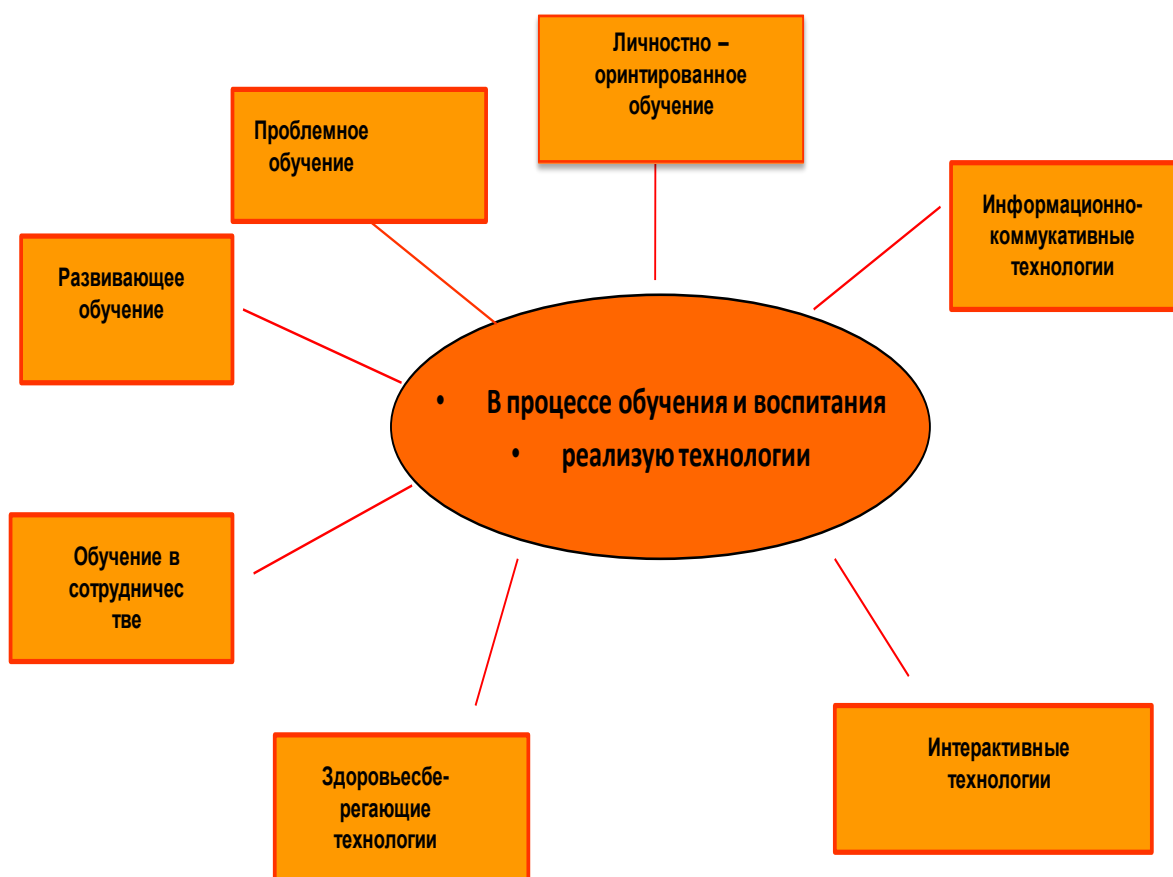 Личностно –
оринтированное
обучение
Проблемное
обучение
Информационно-
коммукативные
технологии
Развивающее
обучение
• В процессе обучения и воспитания
• реализую технологии
Обучение в
сотрудничес
тве
Интерактивные
технологии
Здоровьесбе-
регающие
технологии